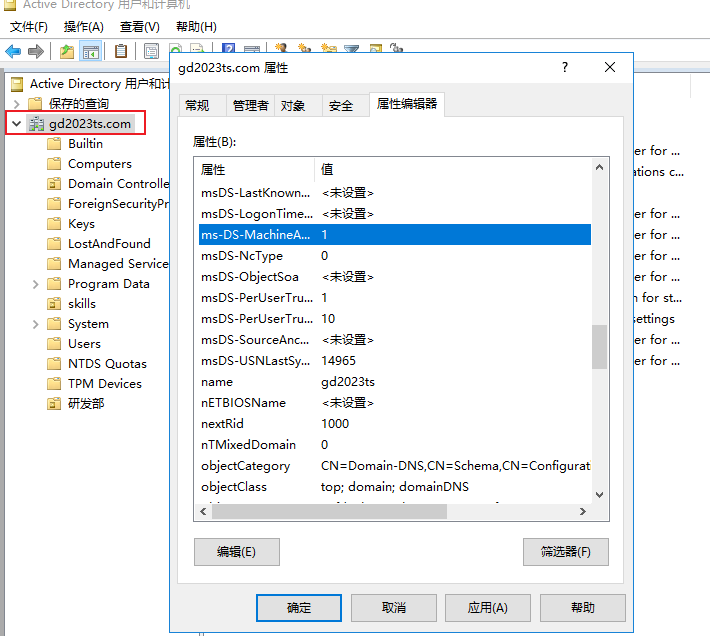 Active Directory 用户和计算机
文件(F) 操作(A) 查看(V) 帮助(H)
Active Directory 用户和计
保存的查询
gd2023ts.com
Builtin
Computers
Domain Controlle
ForeignSecurityPr
Keys
LostAndFound
Managed Service
Program Data
skills
System
Users
NTDS Quotas
TPM Devices
研发部
gd2023ts.com 属性
常规 管理者 对象 安全 属性编辑器
属性(B):
属性 值
msDS-LastKnown... <未设置>
msDS-LogonTime... <未设置>
ms-DS-MachineA... 1
msDS-NcType 0
msDS-ObjectSoa <未设置>
msDS-PerUserTru... 1
msDS-PerUserTru... 10
msDS-SourceAnc... <未设置>
msDS-USNLastSy... 14965
name gd2023ts
nETBIOSName <未设置>
nextRid 1000
nTMixedDomain 0
objectCategory CN=Domain-DNS,CN=Schema,CN=Configurati
objectClass top; domain; domainDNS
编辑(E) 筛选器(F)
确定 取消 应用(A) 帮助
er for ...
ations c...
er for ...
er for ...
er for ...
er for ...
n for st...
settings
er for ...
er for ...